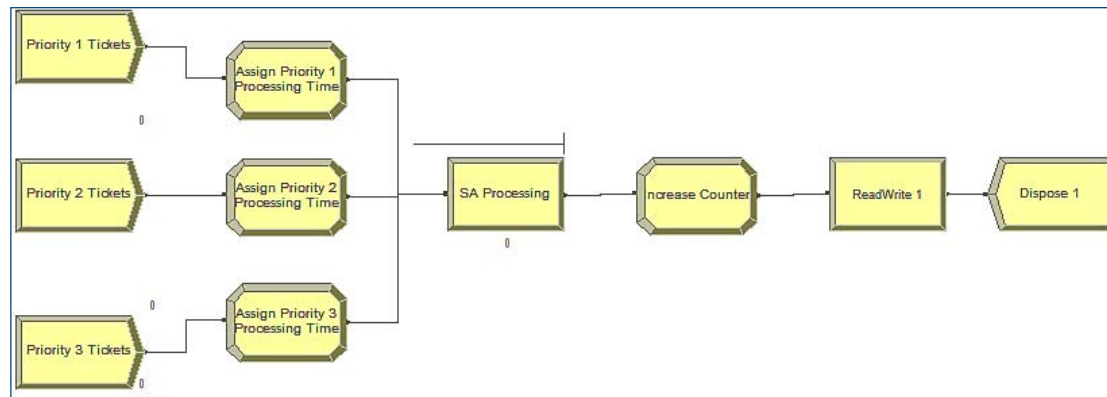 Priority 1 Tickets
Assign Priority 1
Processing Time
0
Priority 2 Tickets
Assign Priority 2
Processing Time
SA Processing
ncrease Counter
ReadWrite 1
Dispose 1
0
0
Assign Priority 3
Processing Time
Priority 3 Tickets
0